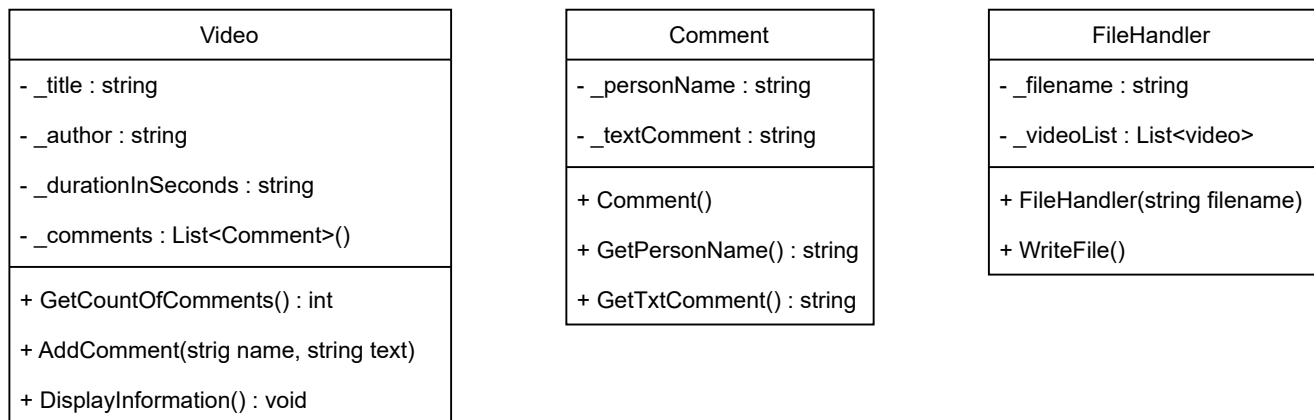 Video
- _title : string
- _author : string
- _durationInSeconds : string
- _comments : List<Comment>()
+ GetCountOfComments() : int
+ AddComment(strig name, string text)
+ DisplayInformation() : void
Comment
- _personName : string
- _textComment : string
+ Comment()
+ GetPersonName() : string
+ GetTxtComment() : string
FileHandler
- _filename : string
- _videoList : List<video>
+ FileHandler(string filename)
+ WriteFile()